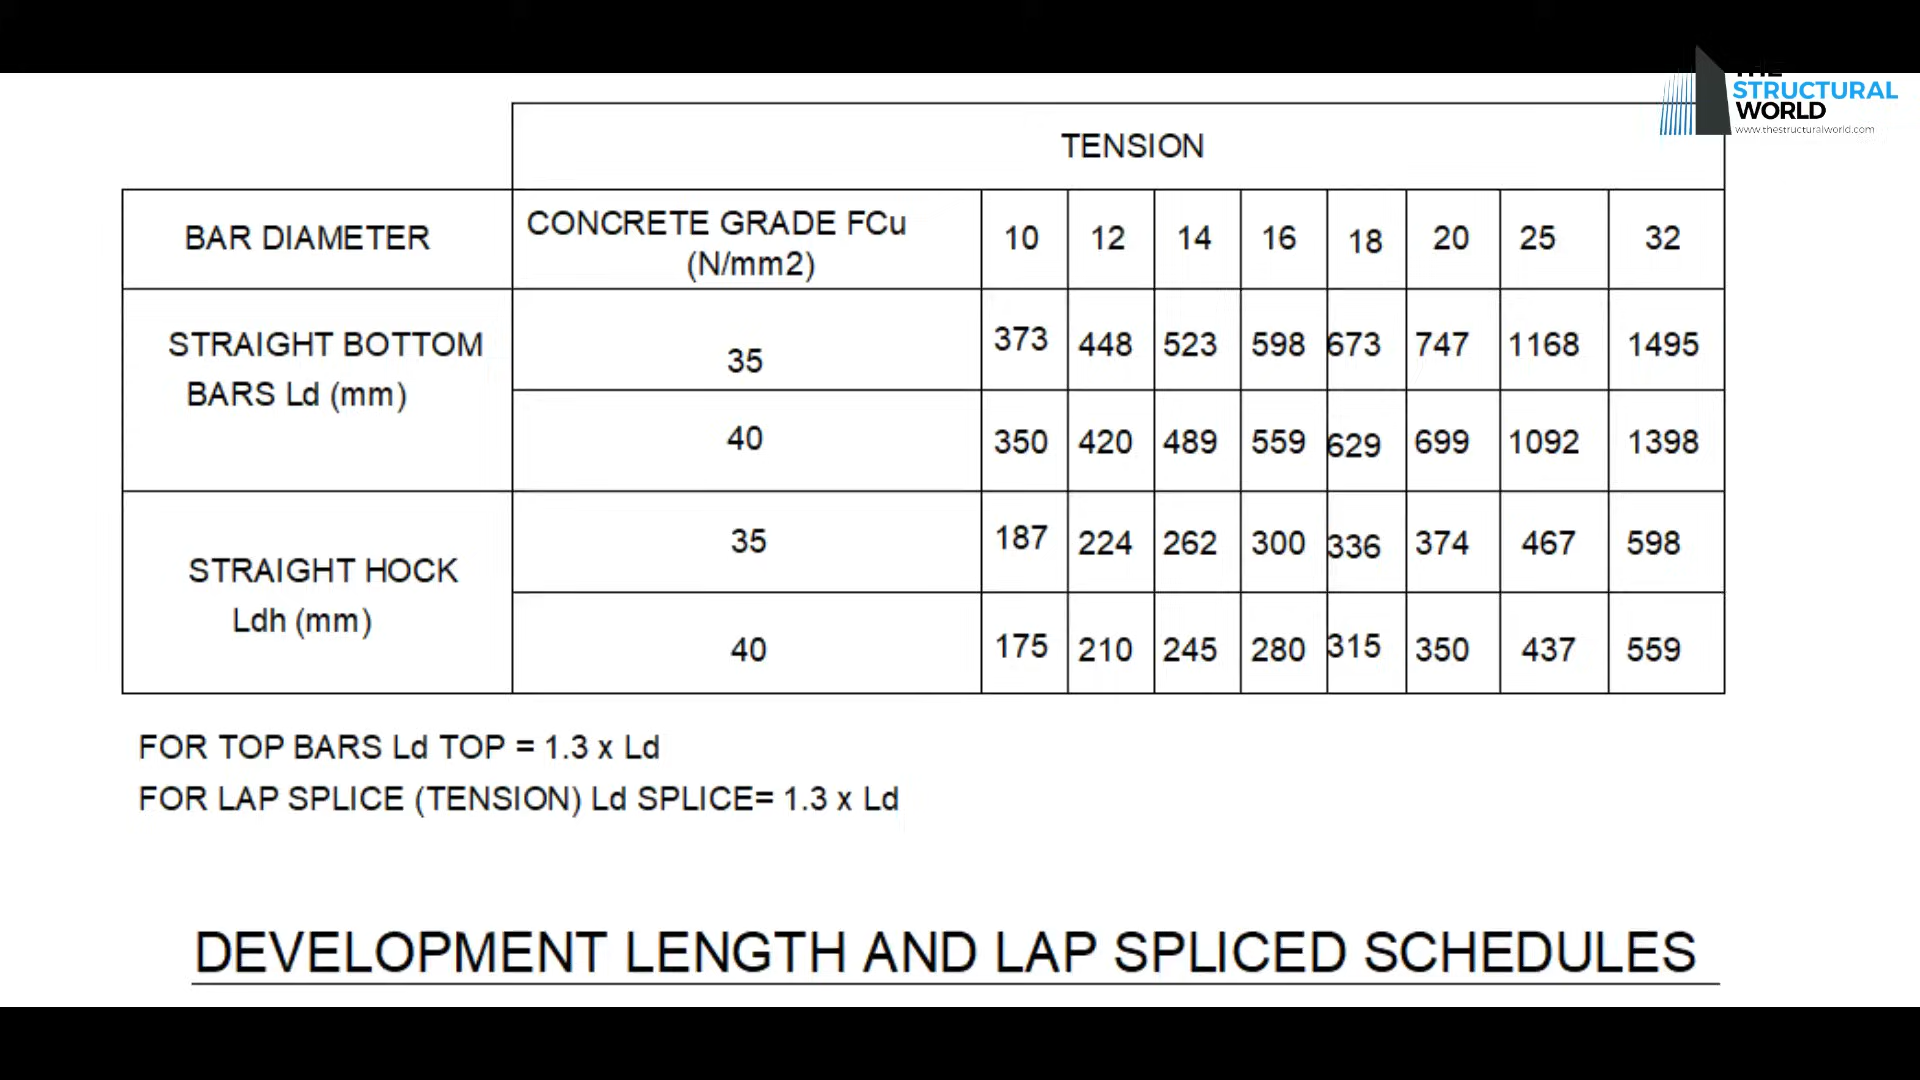 THE
STRUCTURAL
WORLD
www.thestructuralworld.com
TENSION
BAR DIAMETER CONCRETE GRADE FCu (N/mm2) 10 12 14 16 18 20 25 32
STRAIGHT BOTTOM BARS Ld (mm) 35 373 448 523 598 673 747 1168 1495
40 350 420 489 559 629 699 1092 1398
STRAIGHT HOCK Ldh (mm) 35 187 224 262 300 336 374 467 598
40 175 210 245 280 315 350 437 559
FOR TOP BARS Ld TOP = 1.3 x Ld
FOR LAP SPLICE (TENSION) Ld SPLICE= 1.3 x Ld
DEVELOPMENT LENGTH AND LAP SPLICED SCHEDULES